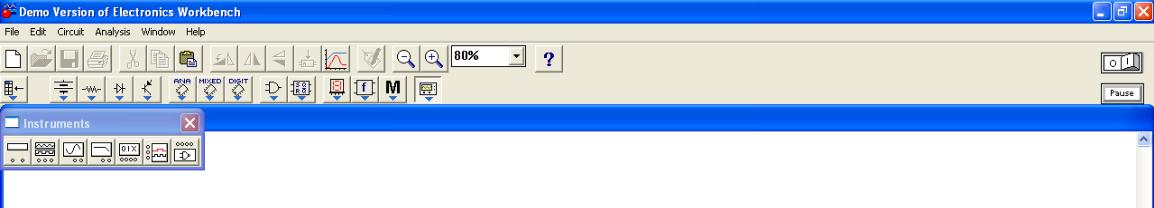 Demo Version of Electronics Workbench
File Edit Circuit Analysis Window Help
80% ?
ANA MIXED DIGIT M
Pause
Instruments